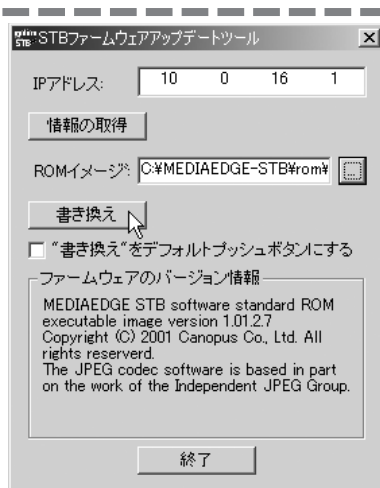 STBファームウェアアップデートツール
IPアドレス: 10 0 16 1
情報の取得
ROMイメージ: C:¥MEDIAEDGE-STB¥rom¥ ...
書き換え
"書き換え"をデフォルトプッシュボタンにする
ファームウェアのバージョン情報
MEDIAEDGE STB software standard ROM
executable image version 1.01.2.7
Copyright (C) 2001 Canopus Co., Ltd. All
rights reserverd.
The JPEG codec software is based in part
on the work of the Independent JPEG Group.
終了